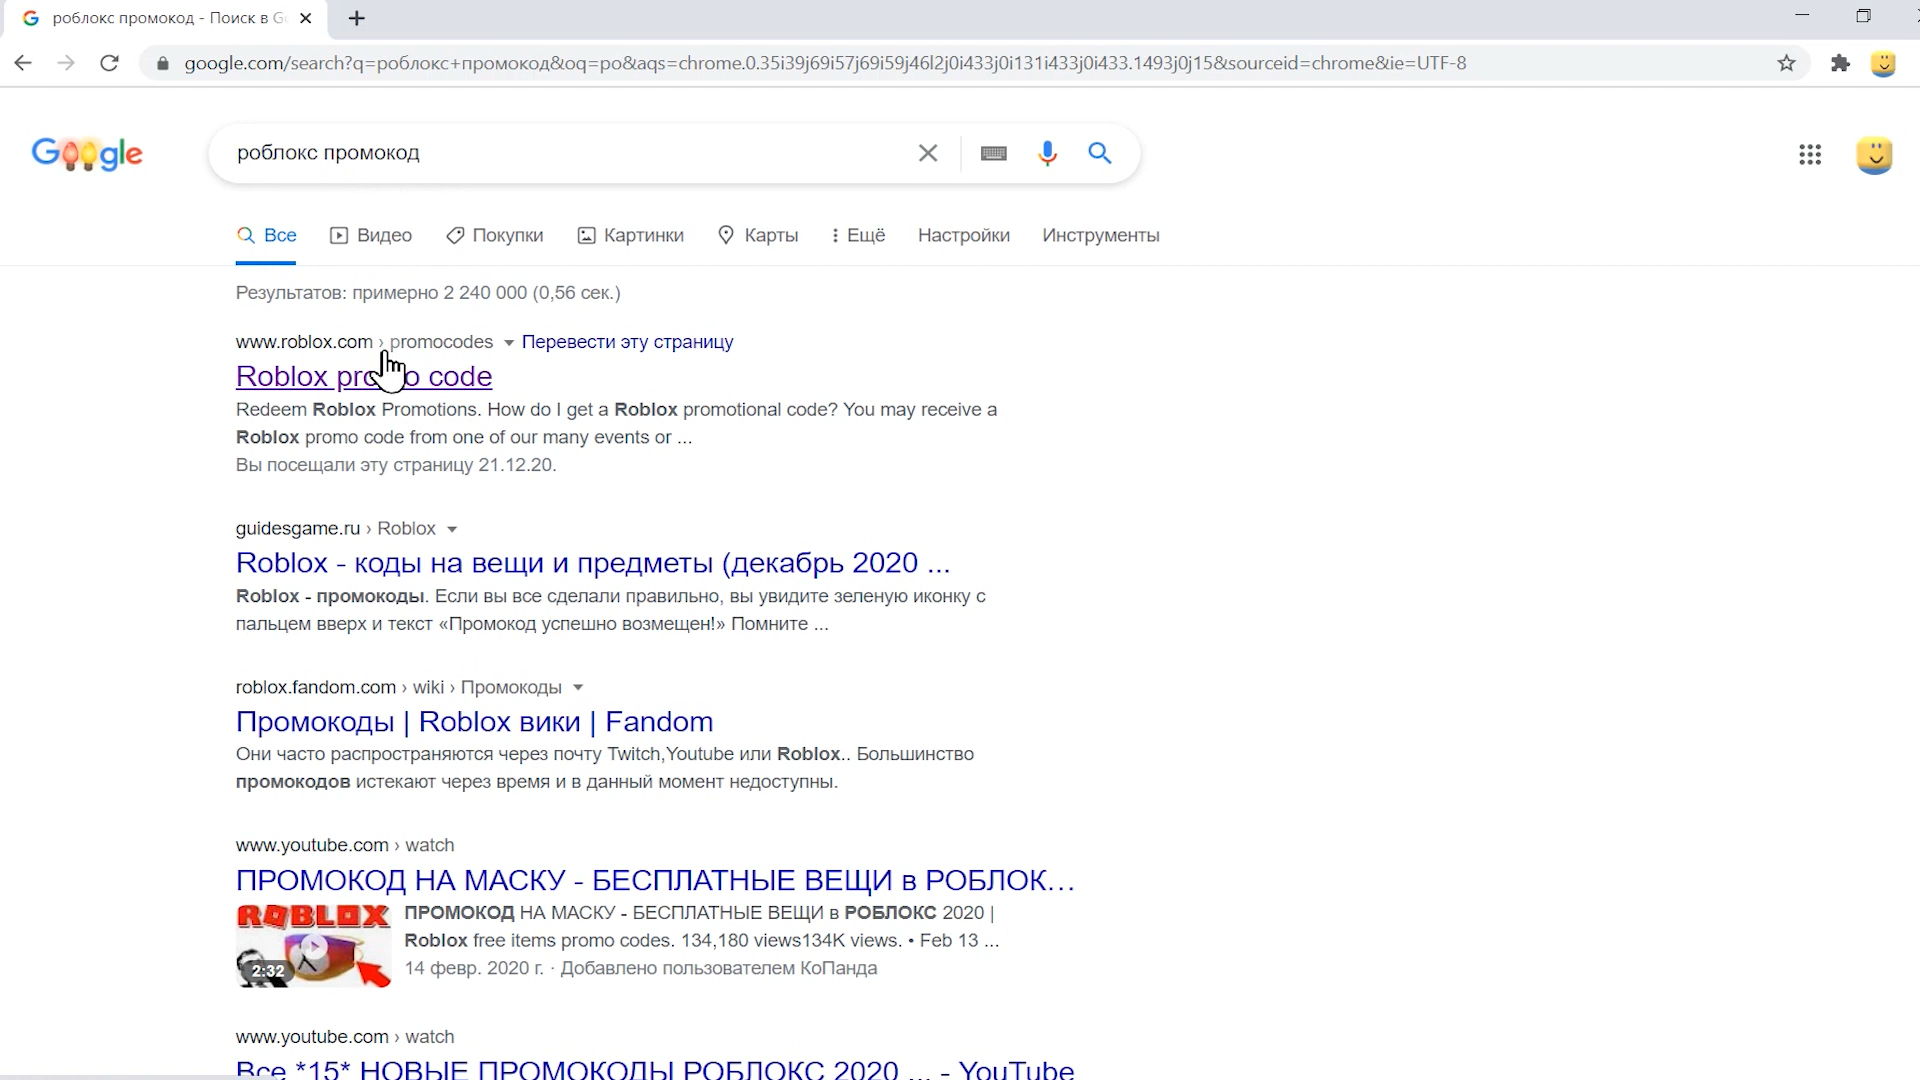 роблокс промокод - Поиск в G
google.com/search?q=роблокс+промокод&oq=ро&aqs=chrome.0.35i39j69i57j69i59j46l2j0i433j0i131i433j0i433.1493j0j15&sourceid=chrome&ie=UTF-8
Google
роблокс промокод
Все Видео Покупки Картинки Карты Ещё Настройки Инструменты
Результатов: примерно 2 240 000 (0,56 сек.)
www.roblox.com › promocodes Перевести эту страницу
Roblox promo code
Redeem Roblox Promotions. How do I get a Roblox promotional code? You may receive a
Roblox promo code from one of our many events or ...
Вы посещали эту страницу 21.12.20.
guidesgame.ru › Roblox
Roblox - коды на вещи и предметы (декабрь 2020 ...
Roblox - промокоды. Если вы все сделали правильно, вы увидите зеленую иконку с
пальцем вверх и текст «Промокод успешно возмещен!» Помните ...
roblox.fandom.com › wiki › Промокоды
Промокоды | Roblox вики | Fandom
Они часто распространяются через почту Twitch,Youtube или Roblox.. Большинство
промокодов истекают через время и в данный момент недоступны.
www.youtube.com › watch
ПРОМОКОД НА МАСКУ - БЕСПЛАТНЫЕ ВЕЩИ в РОБЛОК...
ROBLOX
2:32
ПРОМОКОД НА МАСКУ - БЕСПЛАТНЫЕ ВЕЩИ в РОБЛОКС 2020 |
Roblox free items promo codes. 134,180 views134K views. • Feb 13 ...
14 февр. 2020 г. · Добавлено пользователем КоПанда
www.youtube.com › watch
Все *15* НОВЫЕ ПРОМОКОДЫ РОБЛОКС 2020 ... - YouTube